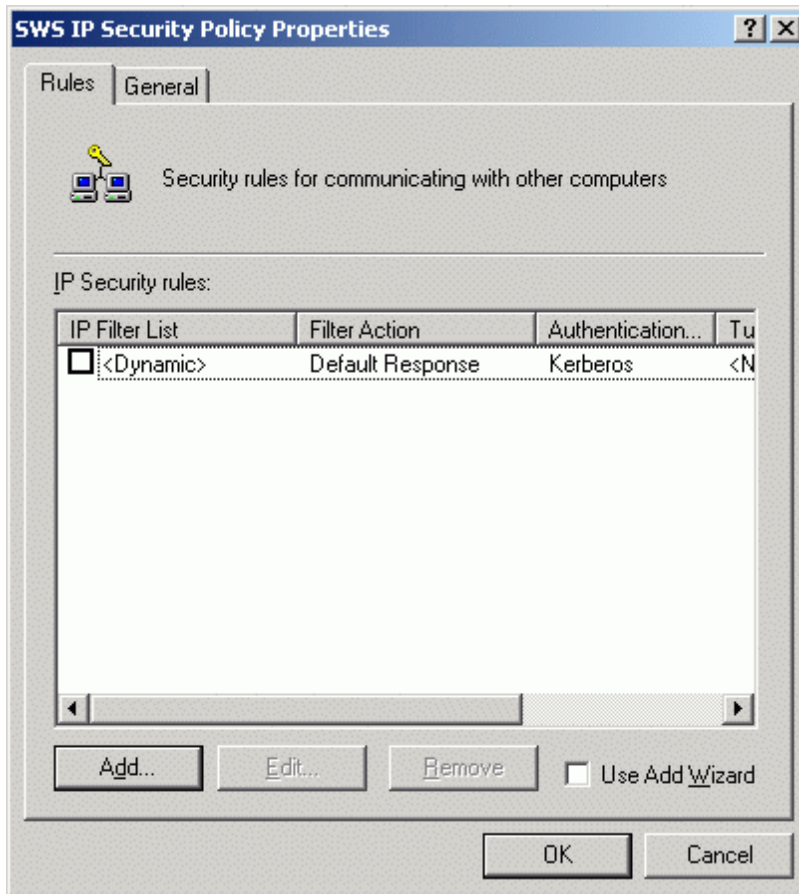 SWS IP Security Policy Properties
Rules
General
Security rules for communicating with other computers
IP Security rules:
IP Filter List Filter Action Authentication... Tu
<Dynamic> Default Response Kerberos <N
Add... Edit... Remove Use Add Wizard
OK Cancel